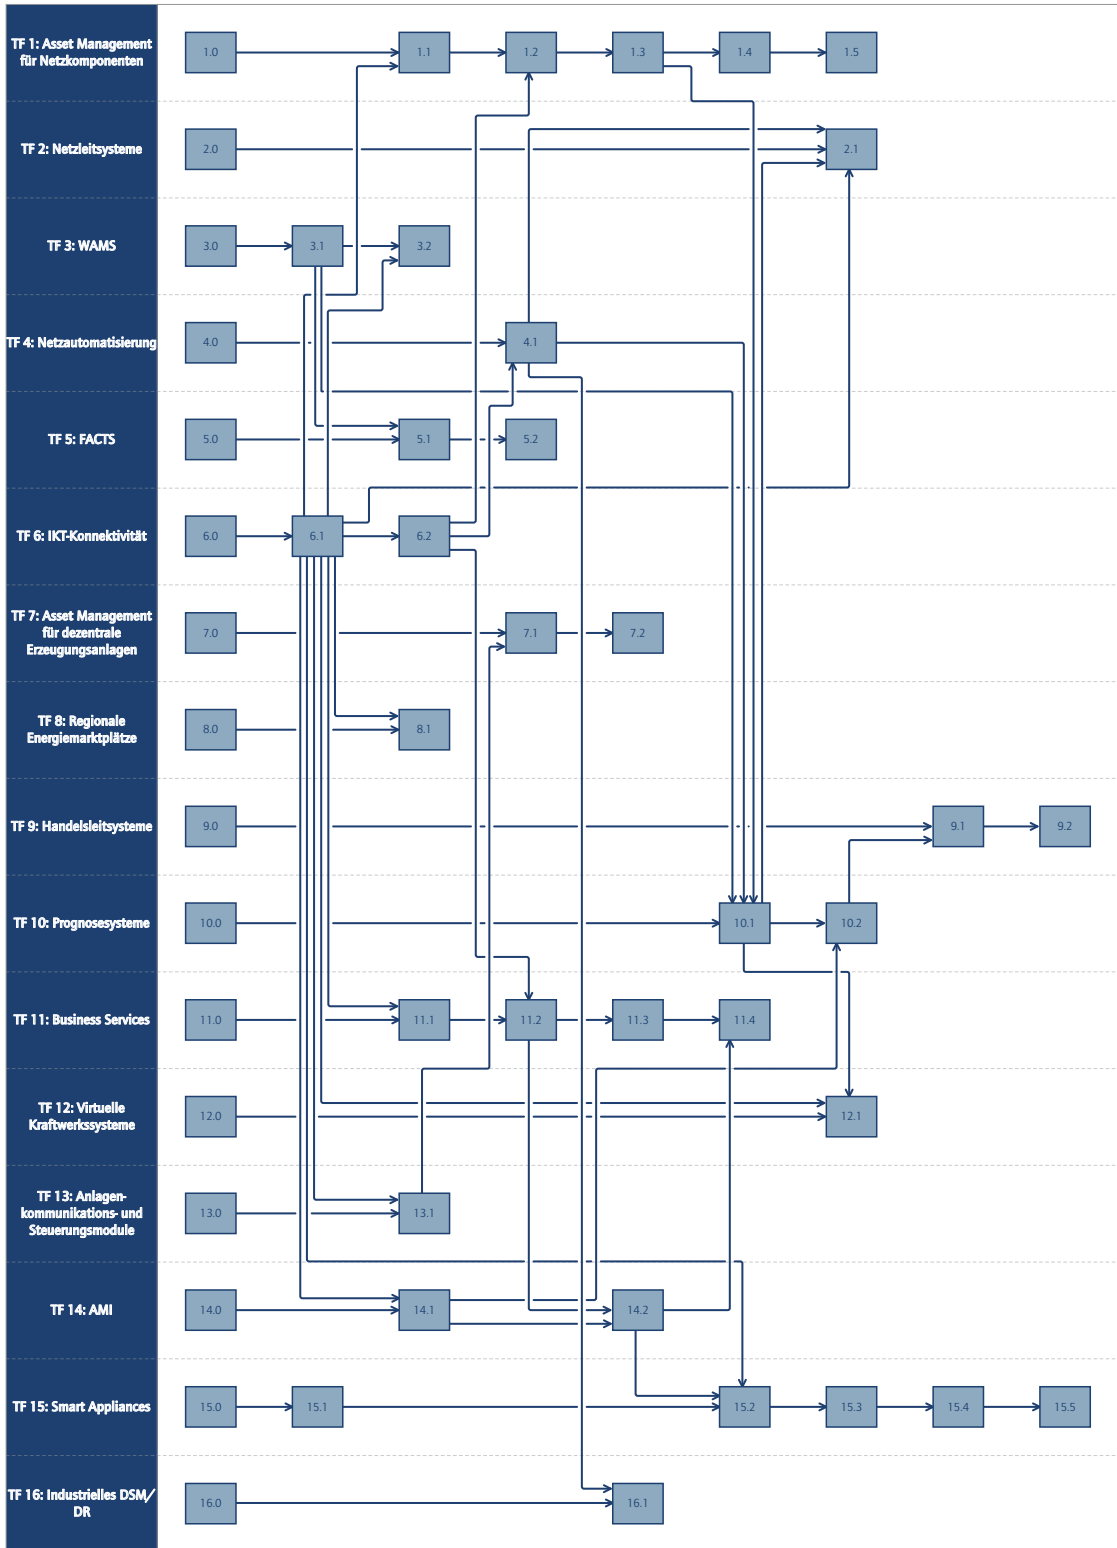 TF 1: Asset Management
für Netzkomponenten
1.0
1.1
1.2
1.3
1.4
1.5
TF 2: Netzleitsysteme
2.0
2.1
TF 3: WAMS
3.0
3.1
3.2
TF 4: Netzautomatisierung
4.0
4.1
TF 5: FACTS
5.0
5.1
5.2
TF 6: IKT-Konnektivität
6.0
6.1
6.2
TF 7: Asset Management
für dezentrale
Erzeugungsanlagen
7.0
7.1
7.2
TF 8: Regionale
Energiemarktplätze
8.0
8.1
TF 9: Handelsleitsysteme
9.0
9.1
9.2
TF 10: Prognosesysteme
10.0
10.1
10.2
TF 11: Business Services
11.0
11.1
11.2
11.3
11.4
TF 12: Virtuelle
Kraftwerkssysteme
12.0
12.1
TF 13: Anlagen-
kommunikations- und
Steuerungsmodule
13.0
13.1
TF 14: AMI
14.0
14.1
14.2
TF 15: Smart Appliances
15.0
15.1
15.2
15.3
15.4
15.5
TF 16: Industrielles DSM/
DR
16.0
16.1